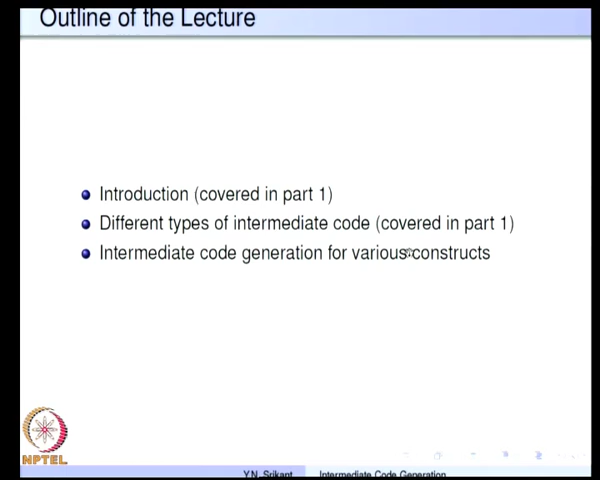 Outline of the Lecture
Introduction (covered in part 1)
Different types of intermediate code (covered in part 1)
Intermediate code generation for various constructs
NPTEL
Y.N. Srikant Intermediate Code Generation